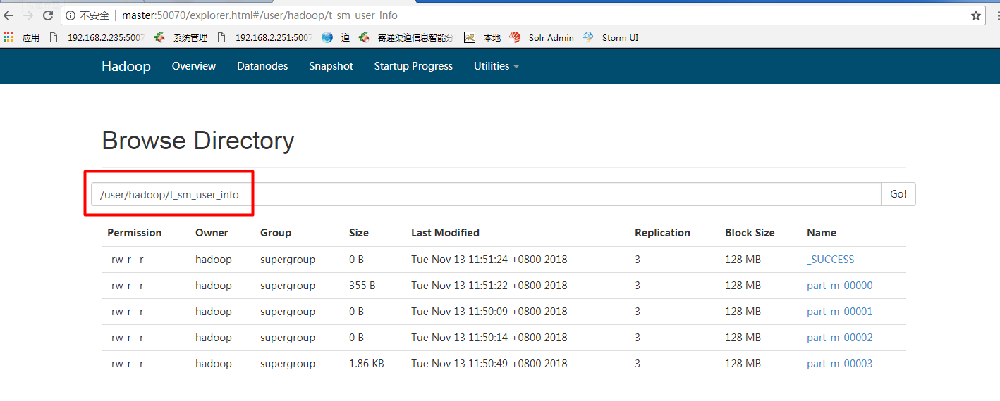 不安全 master:50070/explorer.html#/user/hadoop/t_sm_user_info
应用 192.168.2.235:5007 系统管理 192.168.2.251:5007 道 寄递渠道信息智能分 本地 Solr Admin Storm UI
Hadoop Overview Datanodes Snapshot Startup Progress Utilities
Browse Directory
/user/hadoop/t_sm_user_info Go!
Permission Owner Group Size Last Modified Replication Block Size Name
-rw-r--r-- hadoop supergroup 0 B Tue Nov 13 11:51:24 +0800 2018 3 128 MB _SUCCESS
-rw-r--r-- hadoop supergroup 355 B Tue Nov 13 11:51:22 +0800 2018 3 128 MB part-m-00000
-rw-r--r-- hadoop supergroup 0 B Tue Nov 13 11:50:09 +0800 2018 3 128 MB part-m-00001
-rw-r--r-- hadoop supergroup 0 B Tue Nov 13 11:50:14 +0800 2018 3 128 MB part-m-00002
-rw-r--r-- hadoop supergroup 1.86 KB Tue Nov 13 11:50:49 +0800 2018 3 128 MB part-m-00003